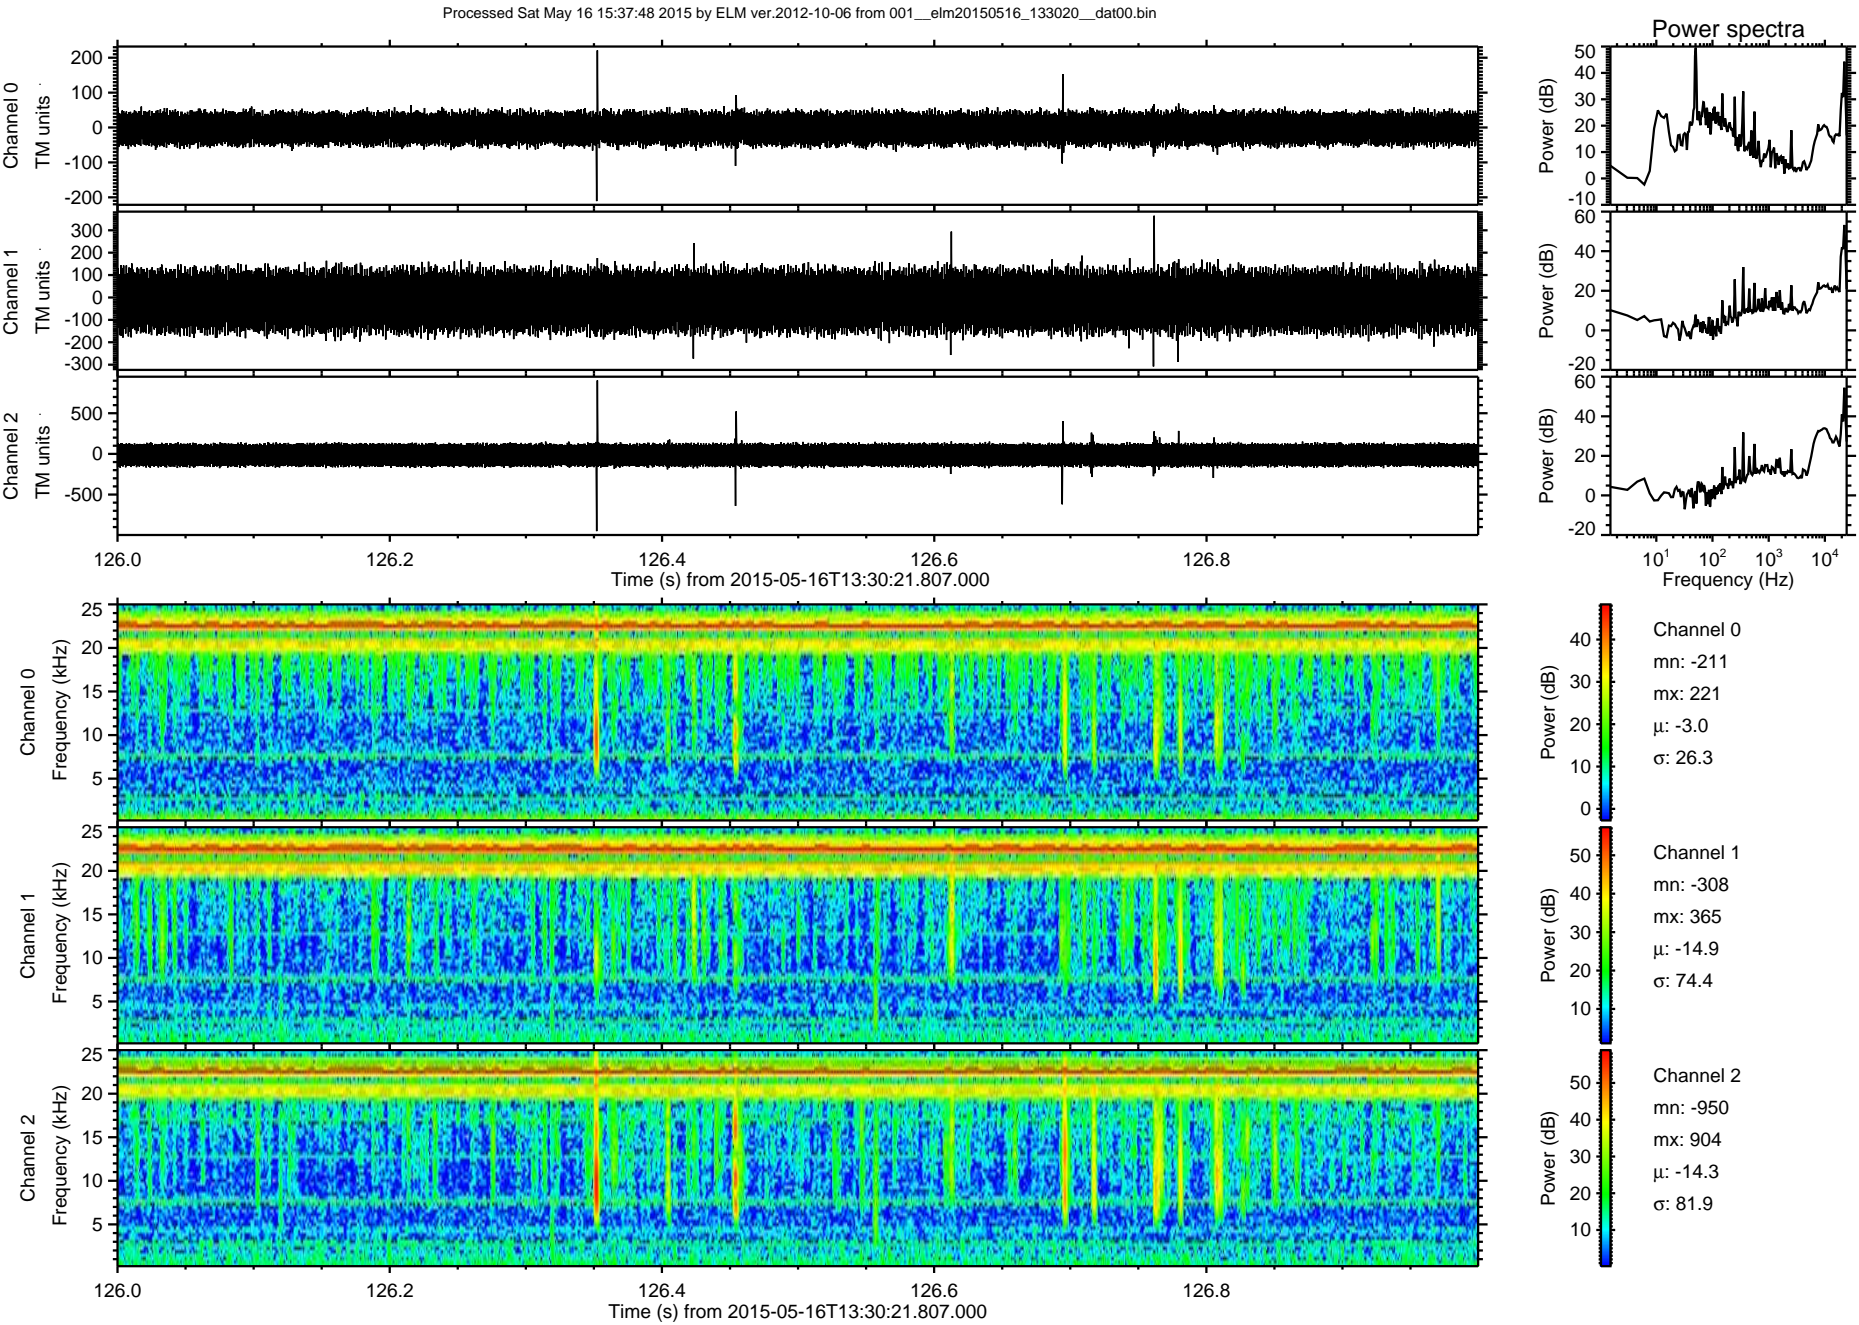 Processed Sat May 16 15:37:48 2015 by ELM ver.2012-10-06 from 001__elm20150516_133020__dat00.bin
Power spectra
Channel 0
TM units
200
100
0
-100
-200
Power (dB)
50
40
30
20
10
0
-10
Channel 1
TM units
300
200
100
0
-100
-200
-300
Power (dB)
60
40
20
0
-20
Channel 2
TM units
500
0
-500
Power (dB)
60
40
20
0
-20
126.0 126.2 126.4 126.6 126.8
Time (s) from 2015-05-16T13:30:21.807.000
10^1 10^2 10^3 10^4
Frequency (Hz)
Channel 0
Frequency (kHz)
25
20
15
10
5
Power (dB)
40
30
20
10
0
Channel 0
mn: -211
mx: 221
μ: -3.0
σ: 26.3
Channel 1
Frequency (kHz)
25
20
15
10
5
Power (dB)
50
40
30
20
10
Channel 1
mn: -308
mx: 365
μ: -14.9
σ: 74.4
Channel 2
Frequency (kHz)
25
20
15
10
5
Power (dB)
50
40
30
20
10
Channel 2
mn: -950
mx: 904
μ: -14.3
σ: 81.9
126.0 126.2 126.4 126.6 126.8
Time (s) from 2015-05-16T13:30:21.807.000